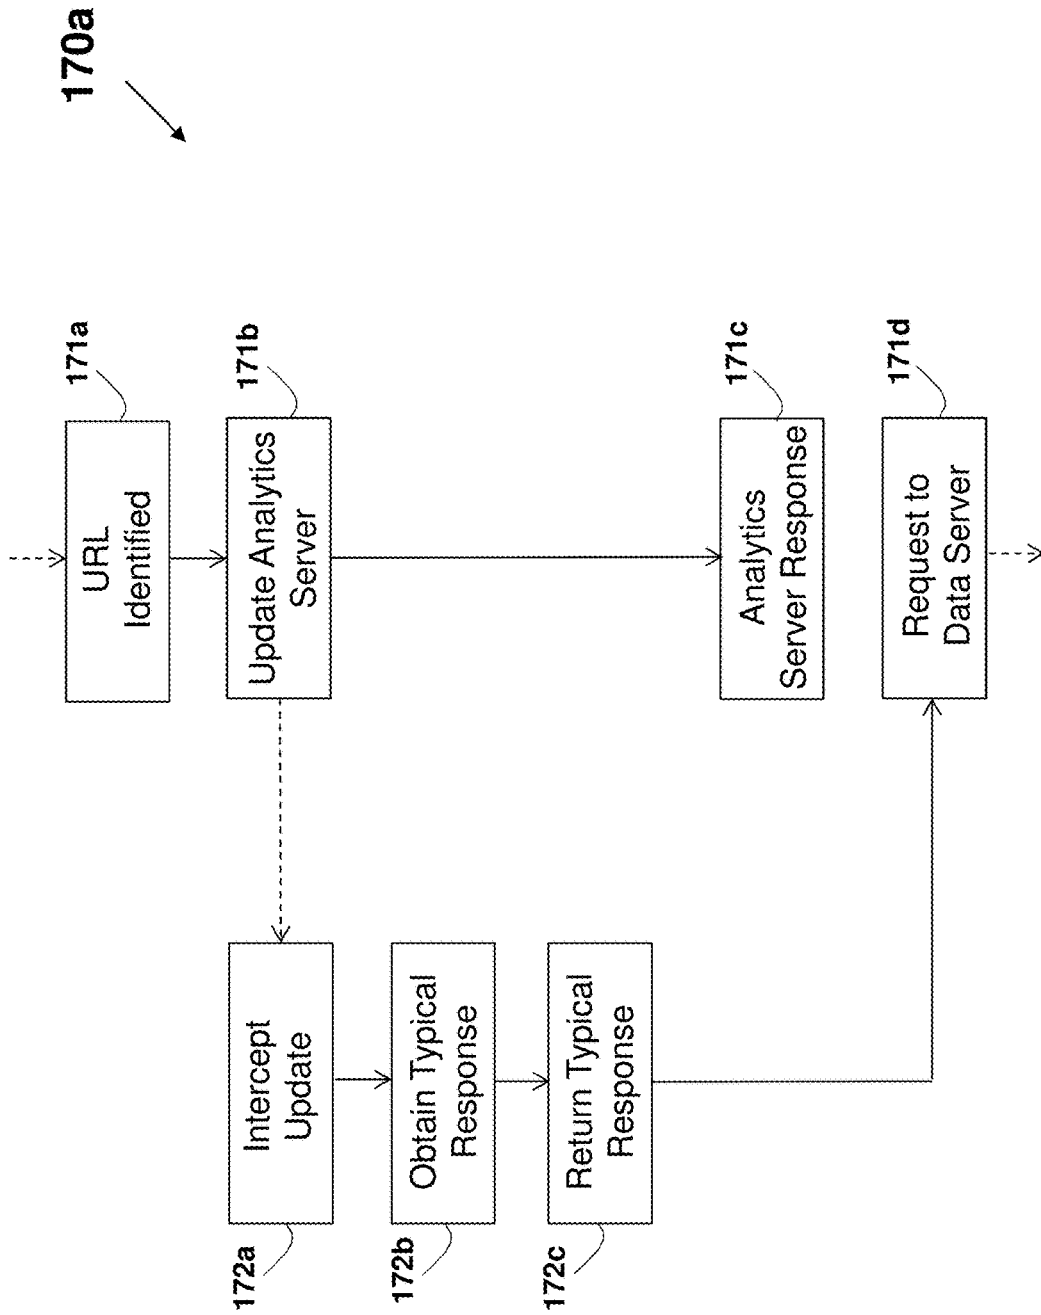 170a
171a
URL
Identified
171b
Update Analytics
Server
171c
Analytics
Server Response
171d
Request to
Data Server
172a
Intercept
Update
172b
Obtain Typical
Response
172c
Return Typical
Response